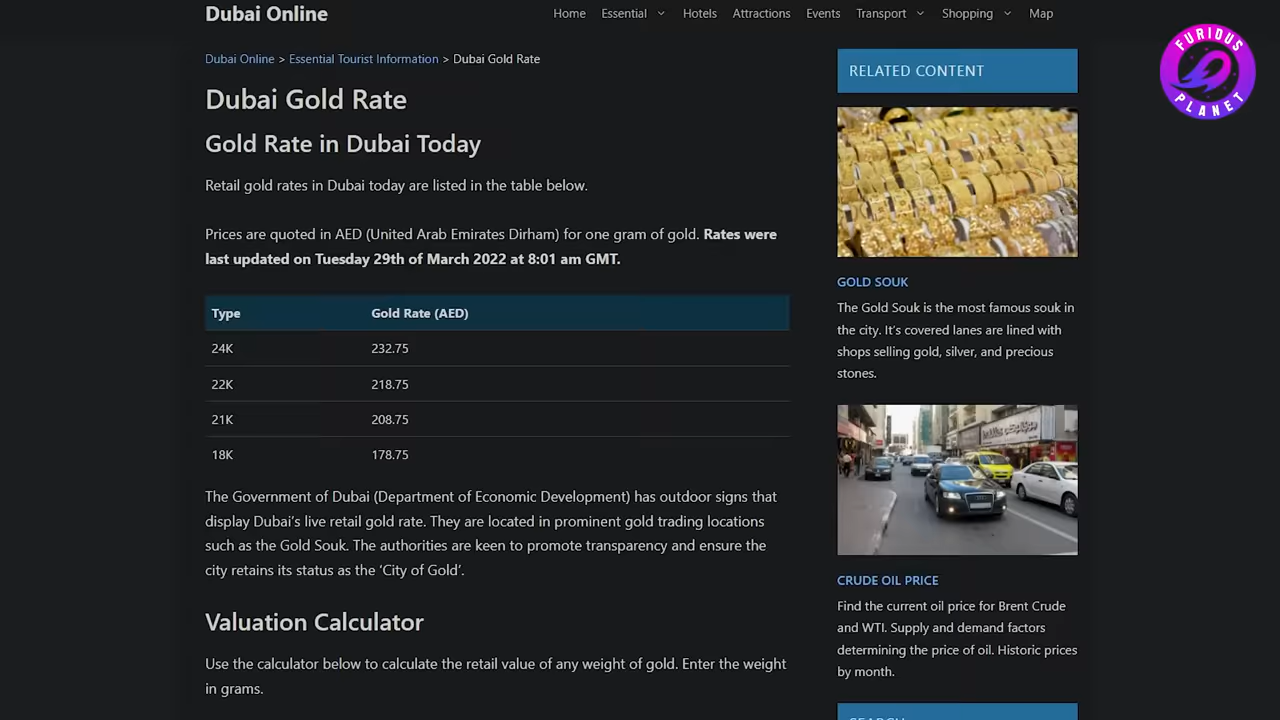 Dubai Online
Home Essential Hotels Attractions Events Transport Shopping Map
FURIOUS
PLANET
Dubai Online > Essential Tourist Information > Dubai Gold Rate
Dubai Gold Rate
Gold Rate in Dubai Today
Retail gold rates in Dubai today are listed in the table below.
Prices are quoted in AED (United Arab Emirates Dirham) for one gram of gold. Rates were
last updated on Tuesday 29th of March 2022 at 8:01 am GMT.
Type Gold Rate (AED)
24K 232.75
22K 218.75
21K 208.75
18K 178.75
The Government of Dubai (Department of Economic Development) has outdoor signs that
display Dubai’s live retail gold rate. They are located in prominent gold trading locations
such as the Gold Souk. The authorities are keen to promote transparency and ensure the
city retains its status as the ‘City of Gold’.
Valuation Calculator
Use the calculator below to calculate the retail value of any weight of gold. Enter the weight
in grams.
RELATED CONTENT
GOLD SOUK
The Gold Souk is the most famous souk in
the city. It’s covered lanes are lined with
shops selling gold, silver, and precious
stones.
CRUDE OIL PRICE
Find the current oil price for Brent Crude
and WTI. Supply and demand factors
determining the price of oil. Historic prices
by month.
SEARCH